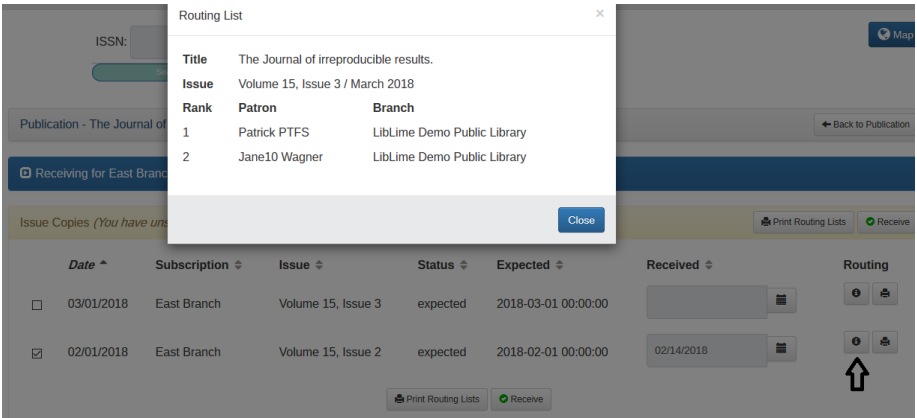 Routing List ×
ISSN:
Map
Title The Journal of irreproducible results.
Issue Volume 15, Issue 3 / March 2018
Rank Patron Branch
1 Patrick PTFS LibLime Demo Public Library
2 Jane10 Wagner LibLime Demo Public Library
Publication - The Journal of
Back to Publication
Receiving for East Branc
Close
Issue Copies (You have uns
Print Routing Lists Receive
Date Subscription Issue Status Expected Received Routing
03/01/2018 East Branch Volume 15, Issue 3 expected 2018-03-01 00:00:00
02/01/2018 East Branch Volume 15, Issue 2 expected 2018-02-01 00:00:00 02/14/2018
Print Routing Lists Receive